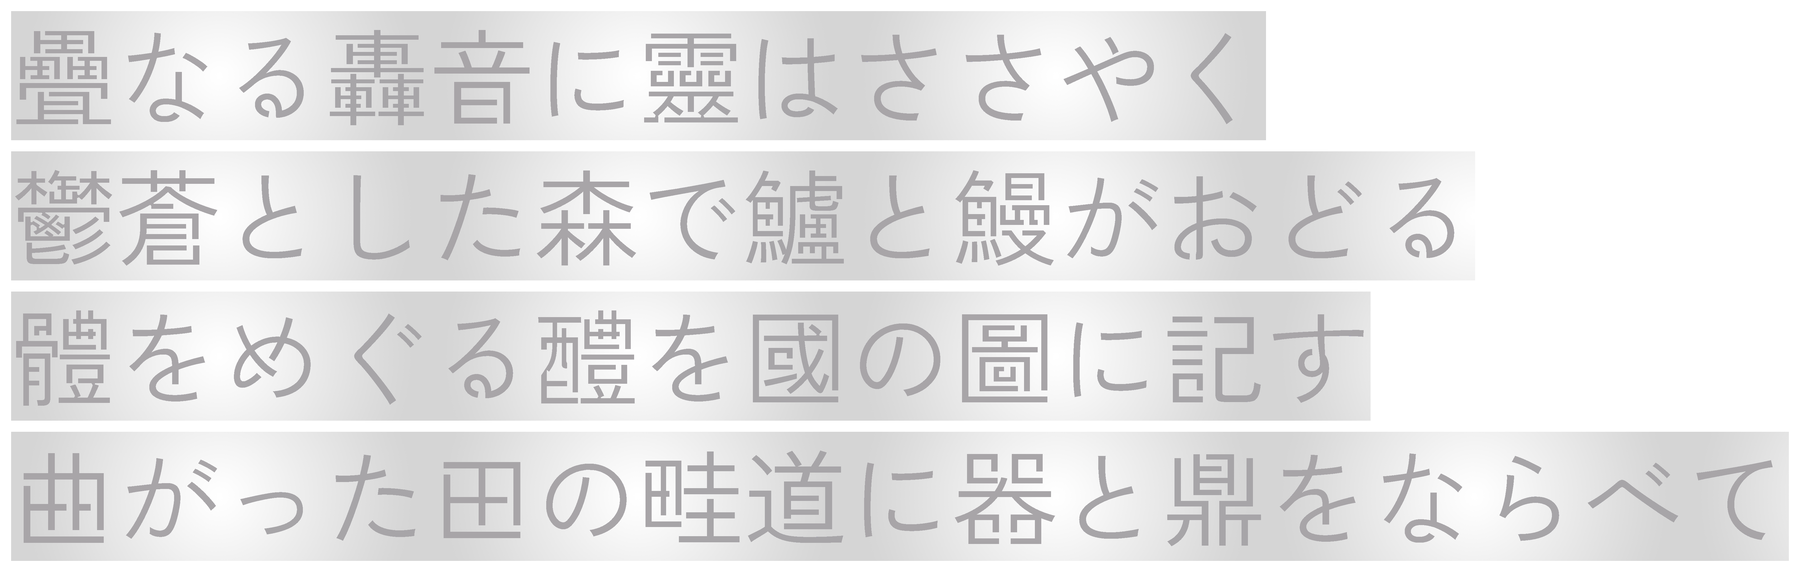 疊なる轟音に靈はささやく
鬱蒼とした森で鱸と鰻がおどる
體をめぐる醴を國の圖に記す
曲がった田の畦道に器と鼎をならべて